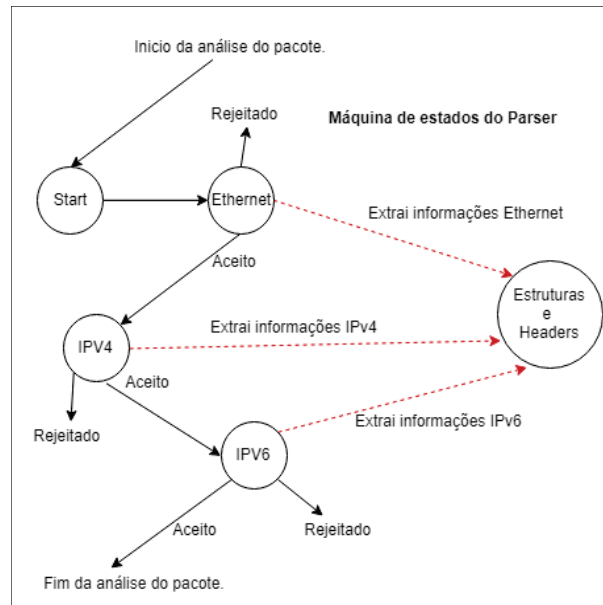 Inicio da análise do pacote.
Rejeitado
Máquina de estados do Parser
Start
Ethernet
Extrai informações Ethernet
Aceito
Estruturas
e
Headers
Extrai informações IPv4
IPV4
Aceito
Rejeitado
Extrai informações IPv6
IPV6
Aceito
Rejeitado
Fim da análise do pacote.